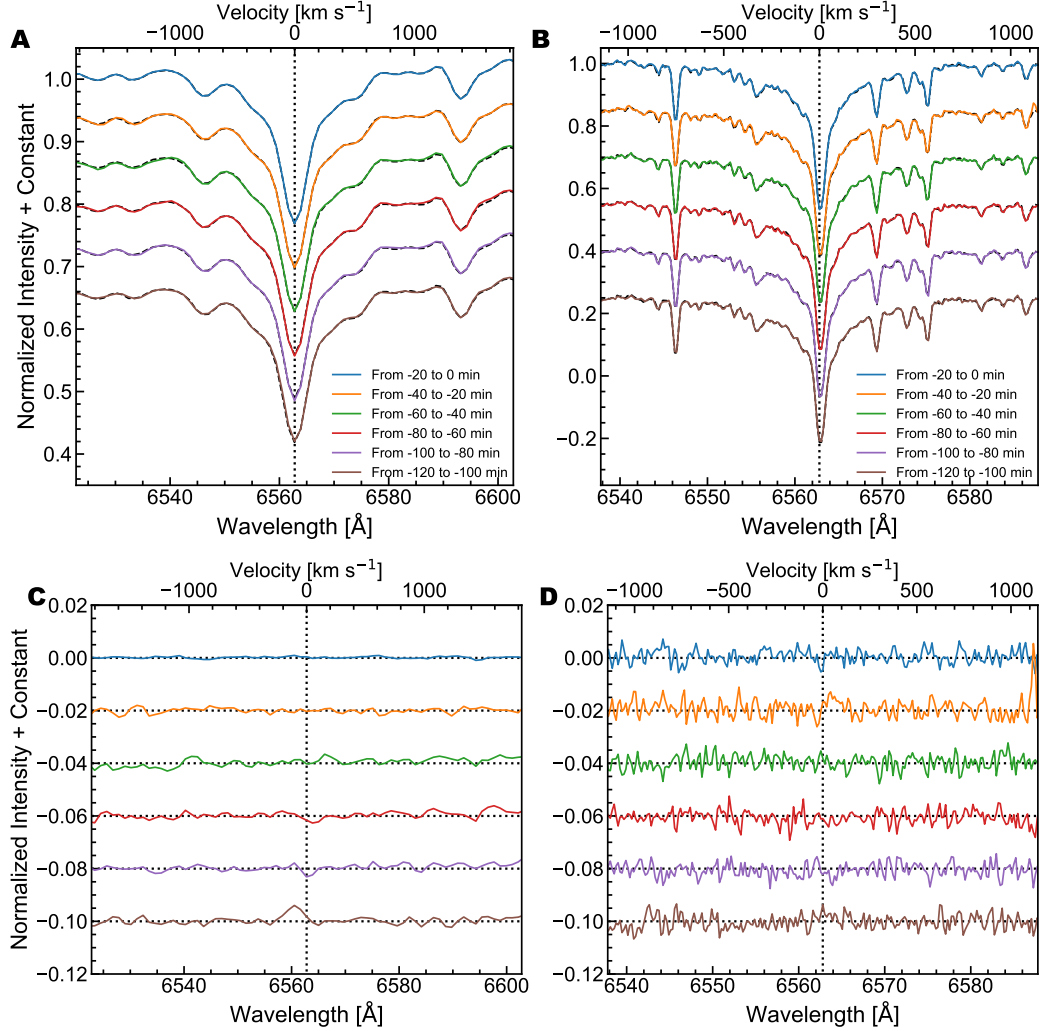 A
Velocity [km s−1]
−1000 0 1000
Normalized Intensity + Constant
1.0
0.9
0.8
0.7
0.6
0.5
0.4
From -20 to 0 min
From -40 to -20 min
From -60 to -40 min
From -80 to -60 min
From -100 to -80 min
From -120 to -100 min
6540 6560 6580 6600
Wavelength [Å]
B
Velocity [km s−1]
−1000 −500 0 500 1000
1.0
0.8
0.6
0.4
0.2
0.0
−0.2
From -20 to 0 min
From -40 to -20 min
From -60 to -40 min
From -80 to -60 min
From -100 to -80 min
From -120 to -100 min
6540 6550 6560 6570 6580
Wavelength [Å]
C
Velocity [km s−1]
−1000 0 1000
Normalized Intensity + Constant
0.02
0.00
−0.02
−0.04
−0.06
−0.08
−0.10
−0.12
6540 6560 6580 6600
Wavelength [Å]
D
Velocity [km s−1]
−1000 −500 0 500 1000
0.02
0.00
−0.02
−0.04
−0.06
−0.08
−0.10
−0.12
6540 6550 6560 6570 6580
Wavelength [Å]